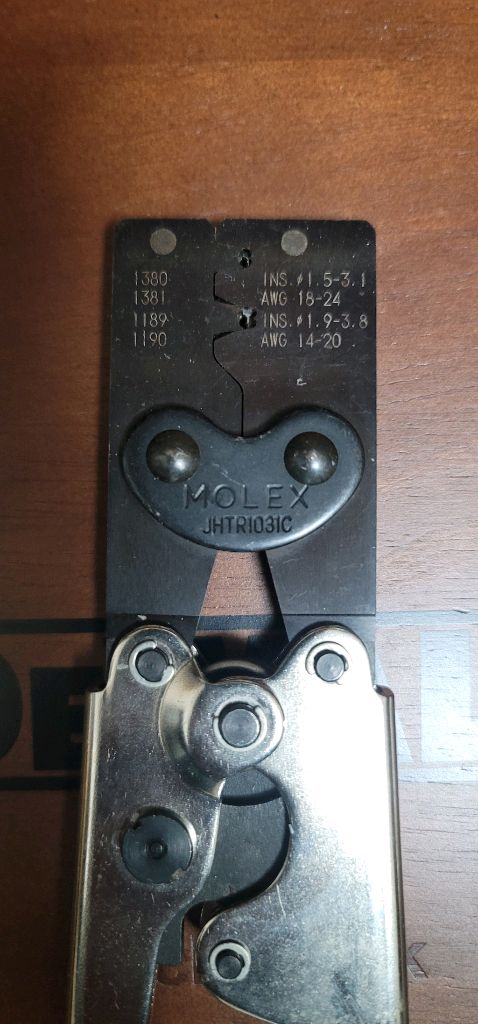 1380 INS.ø1.5-3.1
1381 AWG 18-24
1189 INS.ø1.9-3.8
1190 AWG 14-20
MOLEX
JHTR1031C